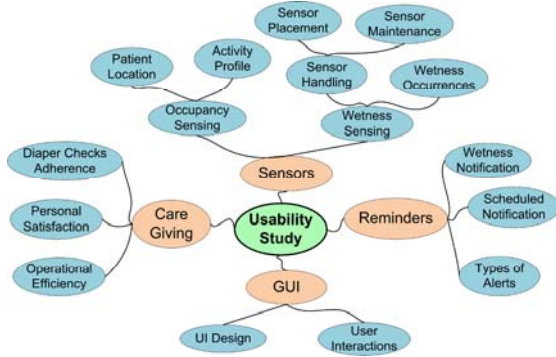 Sensor
Placement
Sensor
Maintenance
Patient
Location
Activity
Profile
Sensor
Handling
Wetness
Occurrences
Occupancy
Sensing
Wetness
Sensing
Diaper Checks
Adherence
Sensors
Wetness
Notification
Personal
Satisfaction
Care
Giving
Usability
Study
Reminders
Scheduled
Notification
Operational
Efficiency
GUI
Types of
Alerts
UI Design
User
Interactions